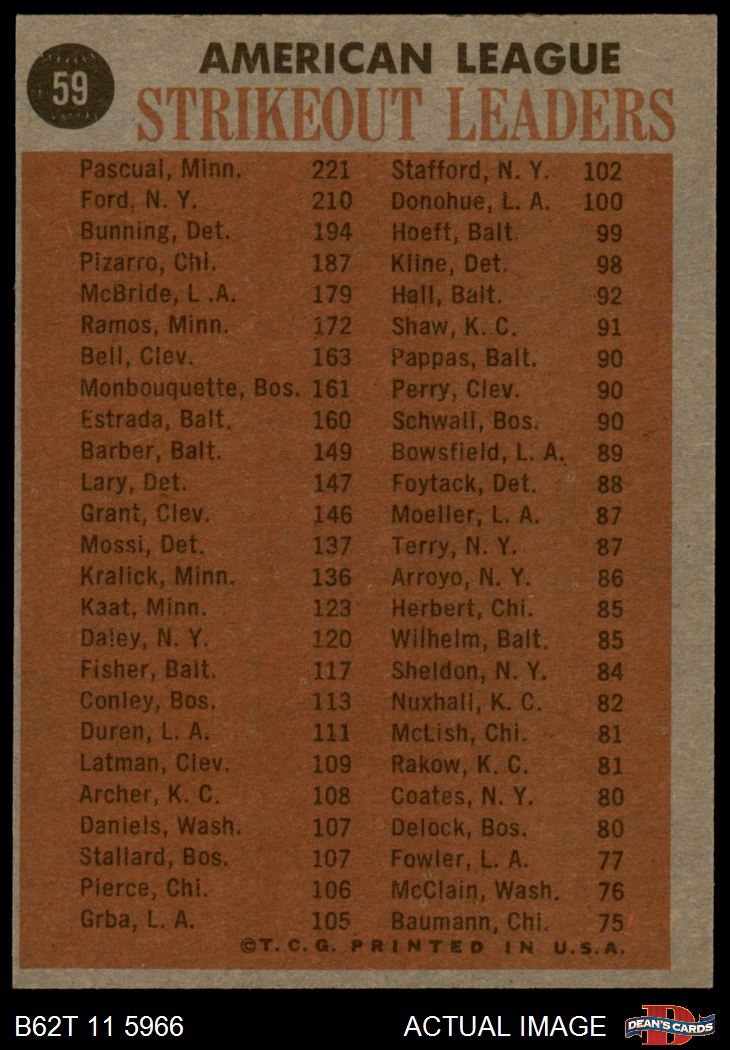 59
AMERICAN LEAGUE
STRIKEOUT LEADERS
Pascual, Minn. 221
Ford, N. Y. 210
Bunning, Det. 194
Pizarro, Chi. 187
McBride, L .A. 179
Ramos, Minn. 172
Bell, Clev. 163
Monbouquette, Bos. 161
Estrada, Balt. 160
Barber, Balt. 149
Lary, Det. 147
Grant, Clev. 146
Mossi, Det. 137
Kralick, Minn. 136
Kaat, Minn. 123
Daley, N. Y. 120
Fisher, Balt. 117
Conley, Bos. 113
Duren, L. A. 111
Latman, Clev. 109
Archer, K. C. 108
Daniels, Wash. 107
Stallard, Bos. 107
Pierce, Chi. 106
Grba, L. A. 105
Stafford, N. Y. 102
Donohue, L. A. 100
Hoeft, Balt. 99
Kline, Det. 98
Hall, Balt. 92
Shaw, K. C. 91
Pappas, Balt. 90
Perry, Clev. 90
Schwall, Bos. 90
Bowsfield, L. A. 89
Foytack, Det. 88
Moeller, L. A. 87
Terry, N. Y. 87
Arroyo, N. Y. 86
Herbert, Chi. 85
Wilhelm, Balt. 85
Sheldon, N. Y. 84
Nuxhall, K. C. 82
McLish, Chi. 81
Rakow, K. C. 81
Coates, N. Y. 80
Delock, Bos. 80
Fowler, L. A. 77
McClain, Wash. 76
Baumann, Chi. 75
©T. C. G. PRINTED IN U.S.A.
B62T 11 5966
ACTUAL IMAGE
D
DEAN'S CARDS